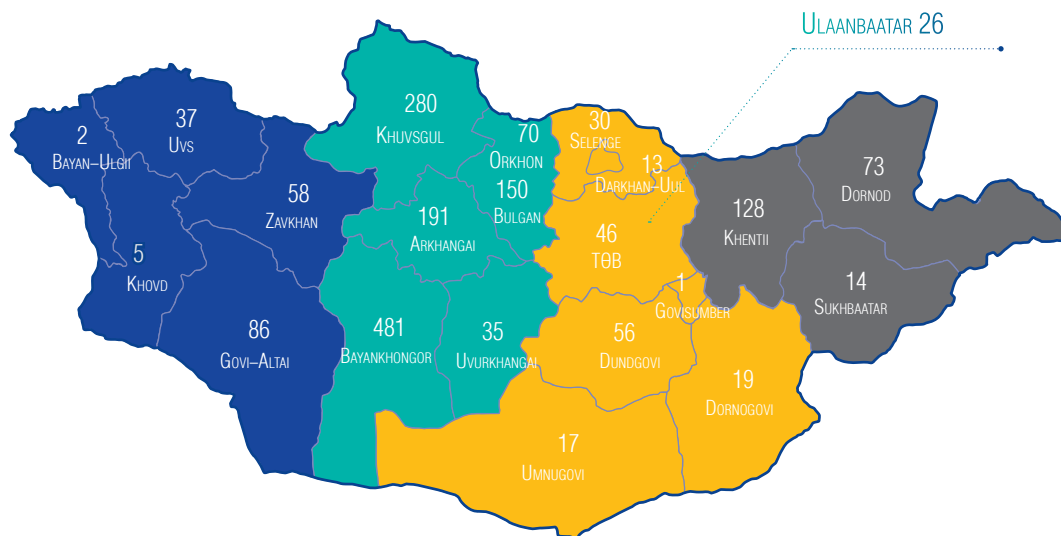 ULAANBAATAR 26
2
BAYAN–ULGII
37
UVS
58
ZAVKHAN
5
KHOVD
86
GOVI–ALTAI
280
KHUVSGUL
70
ORKHON
150
BULGAN
191
ARKHANGAI
481
BAYANKHONGOR
35
UVURKHANGAI
30
SELENGE
13
DARKHAN–UUL
46
TӨB
1
GOVISUMBER
56
DUNDGOVI
19
DORNOGOVI
17
UMNUGOVI
128
KHENTII
73
DORNOD
14
SUKHBAATAR